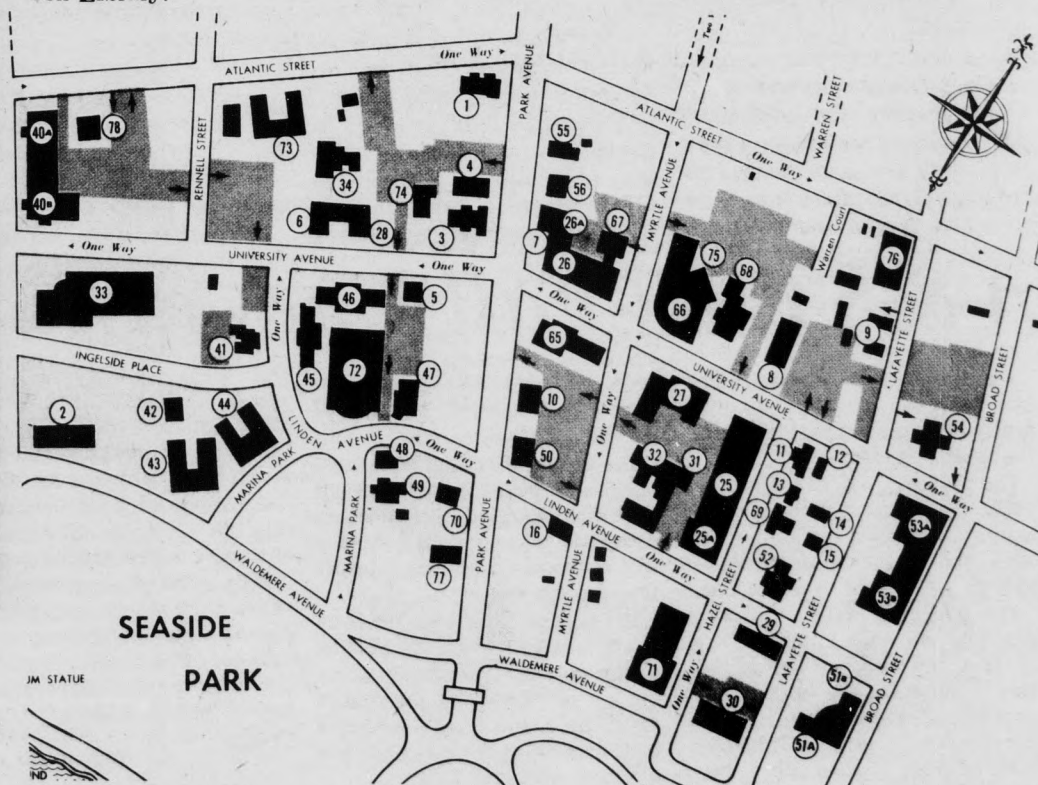 Library.
One Way
Two
ATLANTIC STREET
PARK AVENUE
ATLANTIC STREET
WARREN STREET
1
40A
78
RENNELL STREET
73
55
One Way
4
34
74
56
MYRTLE AVENUE
Warren Court
40B
6
28
3
7
26A
67
26
75
68
76
One Way
UNIVERSITY AVENUE
One Way
33
46
5
66
9
LAFAYETTE STREET
One Way
One Way
65
8
UNIVERSITY AVENUE
BROAD STREET
41
INGELSIDE PLACE
45
72
47
10
27
54
2
42
44
LINDEN AVENUE
One Way
One Way
43
MARINA PARK
48
50
32
31
25
11
12
One Way
49
13
MARINA PARK
70
PARK AVENUE
16
LINDEN AVENUE
69
14
53A
25A
15
77
One Way
52
WALDEMERE AVENUE
MYRTLE AVENUE
HAZEL STREET
53B
SEASIDE
PARK
29
LAFAYETTE STREET
WALDEMERE AVENUE
71
One Way
BROAD STREET
UM STATUE
30
51B
51A
ND